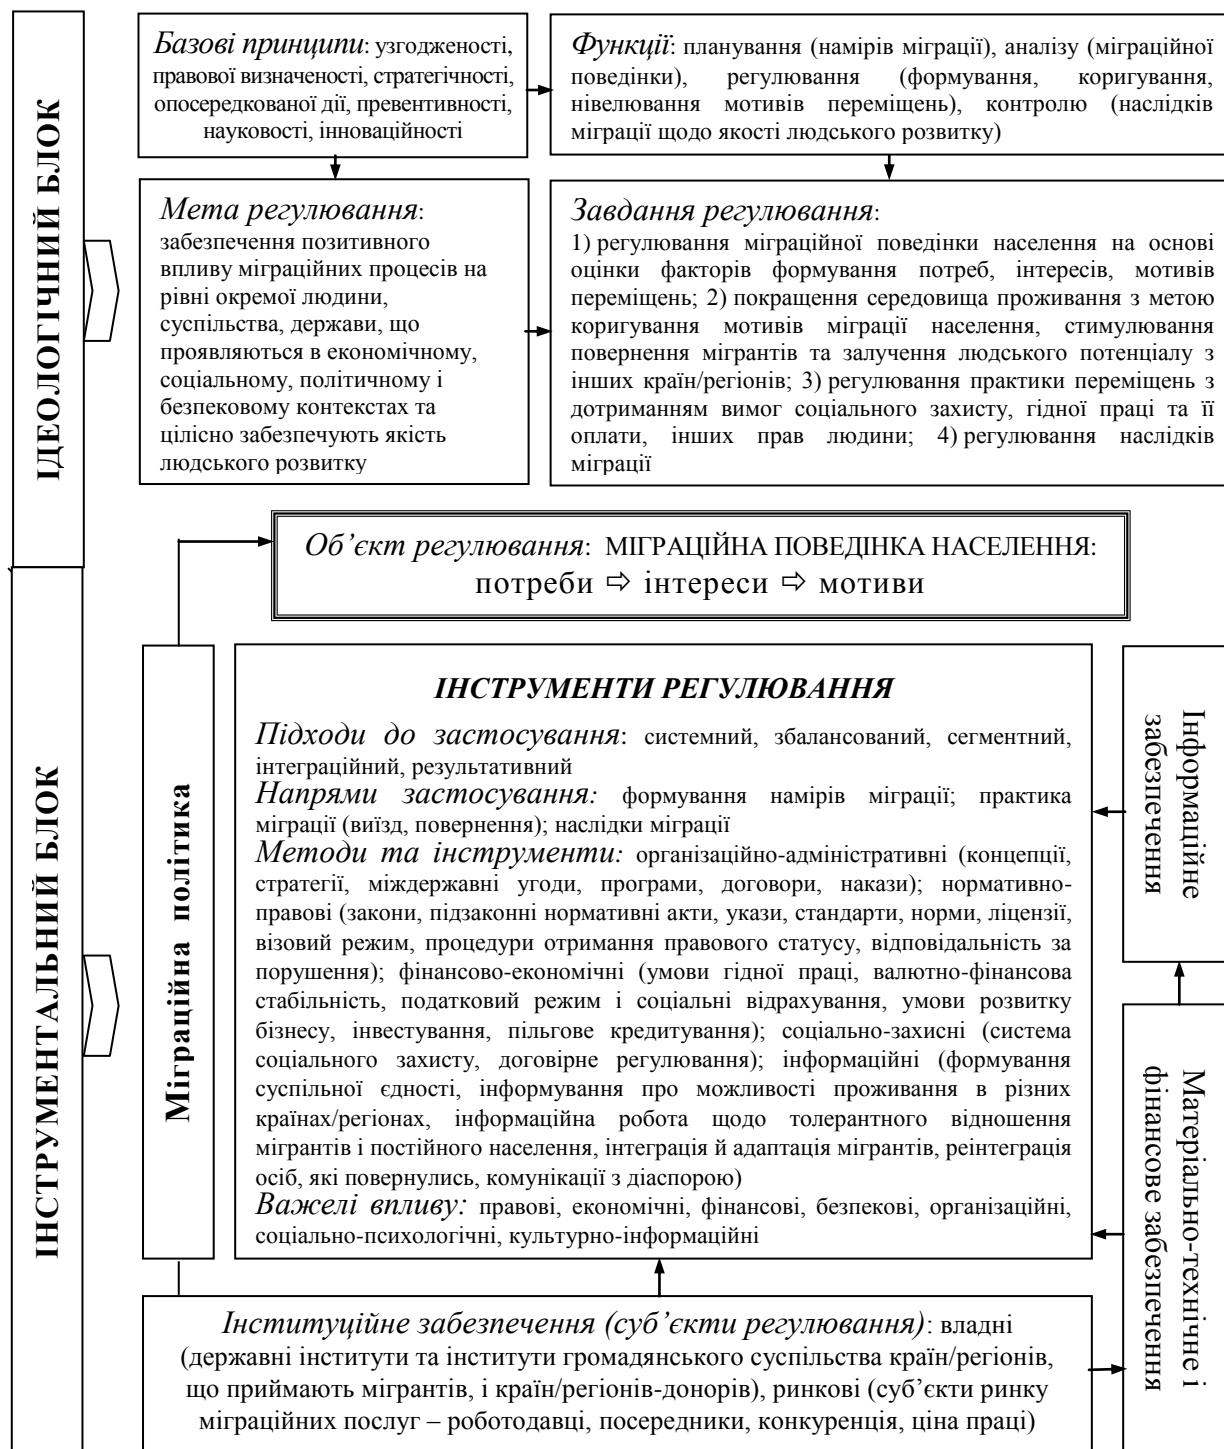 ІДЕОЛОГІЧНИЙ БЛОК
Базові принципи: узгодженості,
правової визначеності, стратегічності,
опосередкованої дії, превентивності,
науковості, інноваційності
Функції: планування (намірів міграції), аналізу (міграційної
поведінки), регулювання (формування, коригування,
нівелювання мотивів переміщень), контролю (наслідків
міграції щодо якості людського розвитку)
Мета регулювання:
забезпечення позитивного
впливу міграційних процесів на
рівні окремої людини,
суспільства, держави, що
проявляються в економічному,
соціальному, політичному і
безпековому контекстах та
цілісно забезпечують якість
людського розвитку
Завдання регулювання:
1) регулювання міграційної поведінки населення на основі
оцінки факторів формування потреб, інтересів, мотивів
переміщень; 2) покращення середовища проживання з метою
коригування мотивів міграції населення, стимулювання
повернення мігрантів та залучення людського потенціалу з
інших країн/регіонів; 3) регулювання практики переміщень з
дотриманням вимог соціального захисту, гідної праці та її
оплати, інших прав людини; 4) регулювання наслідків
міграції
ІНСТРУМЕНТАЛЬНИЙ БЛОК
Об’єкт регулювання: МІГРАЦІЙНА ПОВЕДІНКА НАСЕЛЕННЯ:
потреби ⇨ інтереси ⇨ мотиви
Міграційна політика
ІНСТРУМЕНТИ РЕГУЛЮВАННЯ
Підходи до застосування: системний, збалансований, сегментний,
інтеграційний, результативний
Напрями застосування: формування намірів міграції; практика
міграції (виїзд, повернення); наслідки міграції
Методи та інструменти: організаційно-адміністративні (концепції,
стратегії, міждержавні угоди, програми, договори, накази); нормативно-
правові (закони, підзаконні нормативні акти, укази, стандарти, норми, ліцензії,
візовий режим, процедури отримання правового статусу, відповідальність за
порушення); фінансово-економічні (умови гідної праці, валютно-фінансова
стабільність, податковий режим і соціальні відрахування, умови розвитку
бізнесу, інвестування, пільгове кредитування); соціально-захисні (система
соціального захисту, договірне регулювання); інформаційні (формування
суспільної єдності, інформування про можливості проживання в різних
країнах/регіонах, інформаційна робота щодо толерантного відношення
мігрантів і постійного населення, інтеграція й адаптація мігрантів, реінтеграція
осіб, які повернулись, комунікації з діаспорою)
Важелі впливу: правові, економічні, фінансові, безпекові, організаційні,
соціально-психологічні, культурно-інформаційні
Інформаційне
забезпечення
Матеріально-технічне і
фінансове забезпечення
Інституційне забезпечення (суб’єкти регулювання): владні
(державні інститути та інститути громадянського суспільства країн/регіонів,
що приймають мігрантів, і країн/регіонів-донорів), ринкові (суб’єкти ринку
міграційних послуг – роботодавці, посередники, конкуренція, ціна праці)